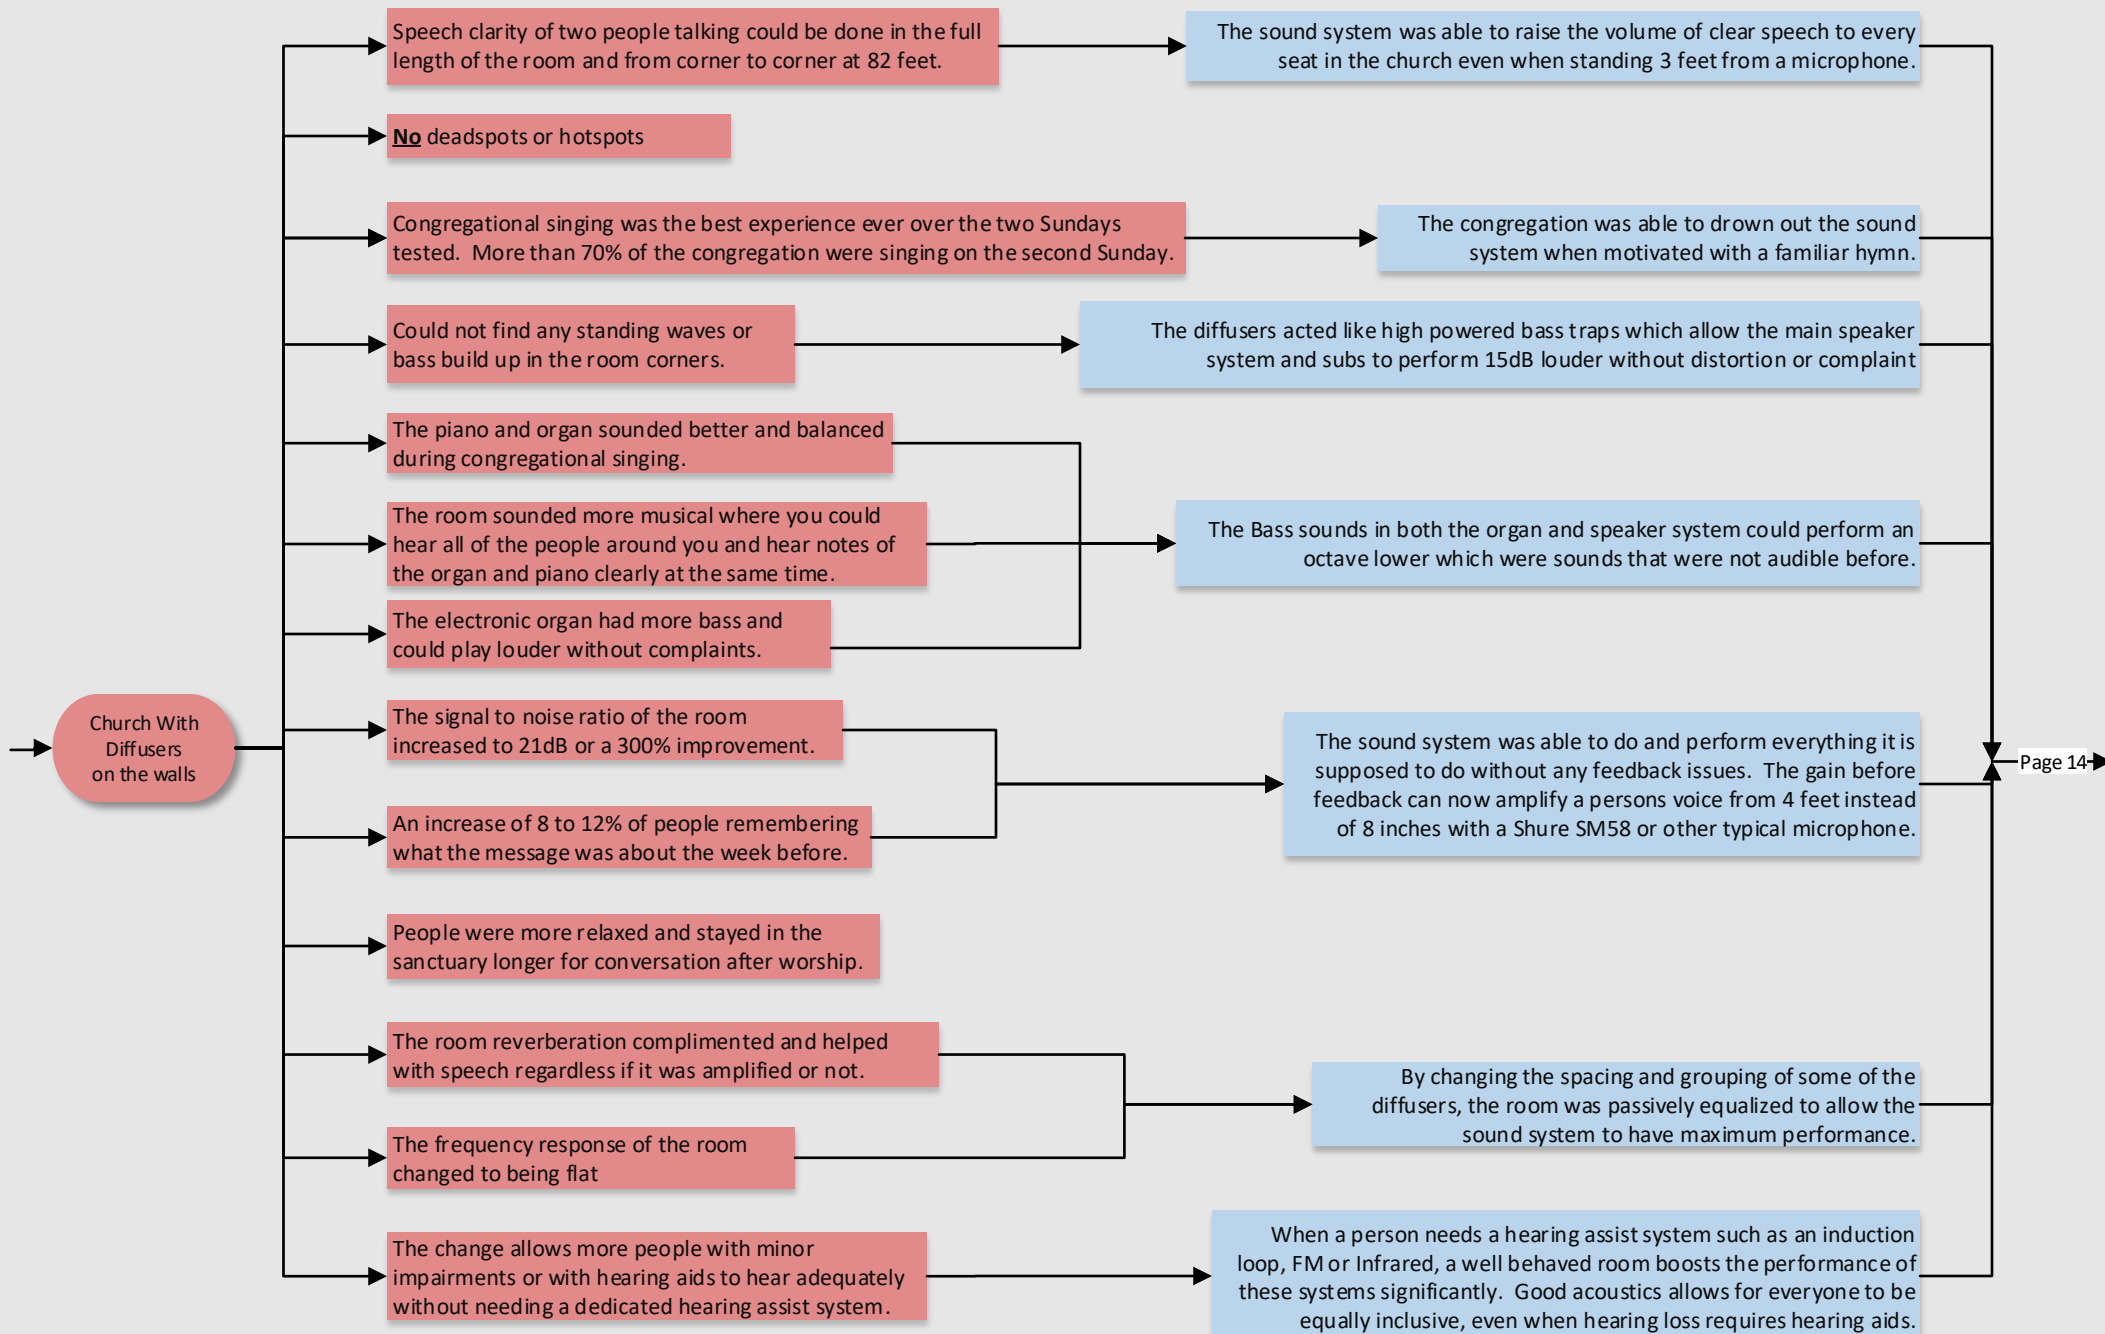 Speech clarity of two people talking could be done in the full
length of the room and from corner to corner at 82 feet.
The sound system was able to raise the volume of clear speech to every
seat in the church even when standing 3 feet from a microphone.
No deadspots or hotspots
Congregational singing was the best experience ever over the two Sundays
tested.  More than 70% of the congregation were singing on the second Sunday.
The congregation was able to drown out the sound
system when motivated with a familiar hymn.
Could not find any standing waves or
bass build up in the room corners.
The diffusers acted like high powered bass traps which allow the main speaker
system and subs to perform 15dB louder without distortion or complaint
The piano and organ sounded better and balanced
during congregational singing.
The room sounded more musical where you could
hear all of the people around you and hear notes of
the organ and piano clearly at the same time.
The Bass sounds in both the organ and speaker system could perform an
octave lower which were sounds that were not audible before.
The electronic organ had more bass and
could play louder without complaints.
Church With
Diffusers
on the walls
The signal to noise ratio of the room
increased to 21dB or a 300% improvement.
The sound system was able to do and perform everything it is
supposed to do without any feedback issues.  The gain before
feedback can now amplify a persons voice from 4 feet instead
of 8 inches with a Shure SM58 or other typical microphone.
Page 14
An increase of 8 to 12% of people remembering
what the message was about the week before.
People were more relaxed and stayed in the
sanctuary longer for conversation after worship.
The room reverberation complimented and helped
with speech regardless if it was amplified or not.
By changing the spacing and grouping of some of the
diffusers, the room was passively equalized to allow the
sound system to have maximum performance.
The frequency response of the room
changed to being flat
The change allows more people with minor
impairments or with hearing aids to hear adequately
without needing a dedicated hearing assist system.
When a person needs a hearing assist system such as an induction
loop, FM or Infrared, a well behaved room boosts the performance of
these systems significantly.  Good acoustics allows for everyone to be
equally inclusive, even when hearing loss requires hearing aids.